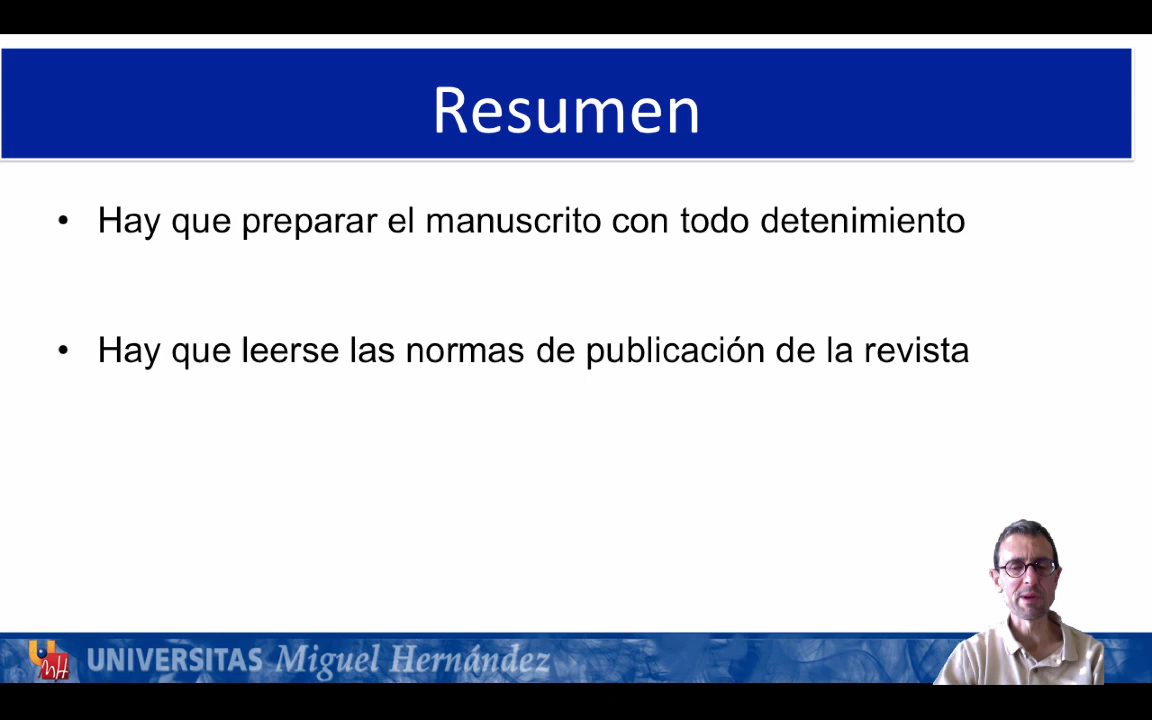 Resumen
• Hay que preparar el manuscrito con todo detenimiento
• Hay que leerse las normas de publicación de la revista
UNIVERSITAS Miguel Hernández